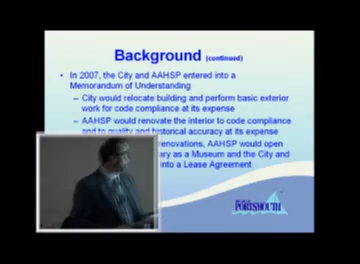 Background (continued)
• In 2007, the City and AAHSP entered into a
Memorandum of Understanding
– City would relocate building and perform basic exterior
work for code compliance at its expense
– AAHSP would renovate the interior to code compliance
and to quality and historical accuracy at its expense
renovations, AAHSP would open
ary as a Museum and the City and
into a Lease Agreement
PORTSMOUTH